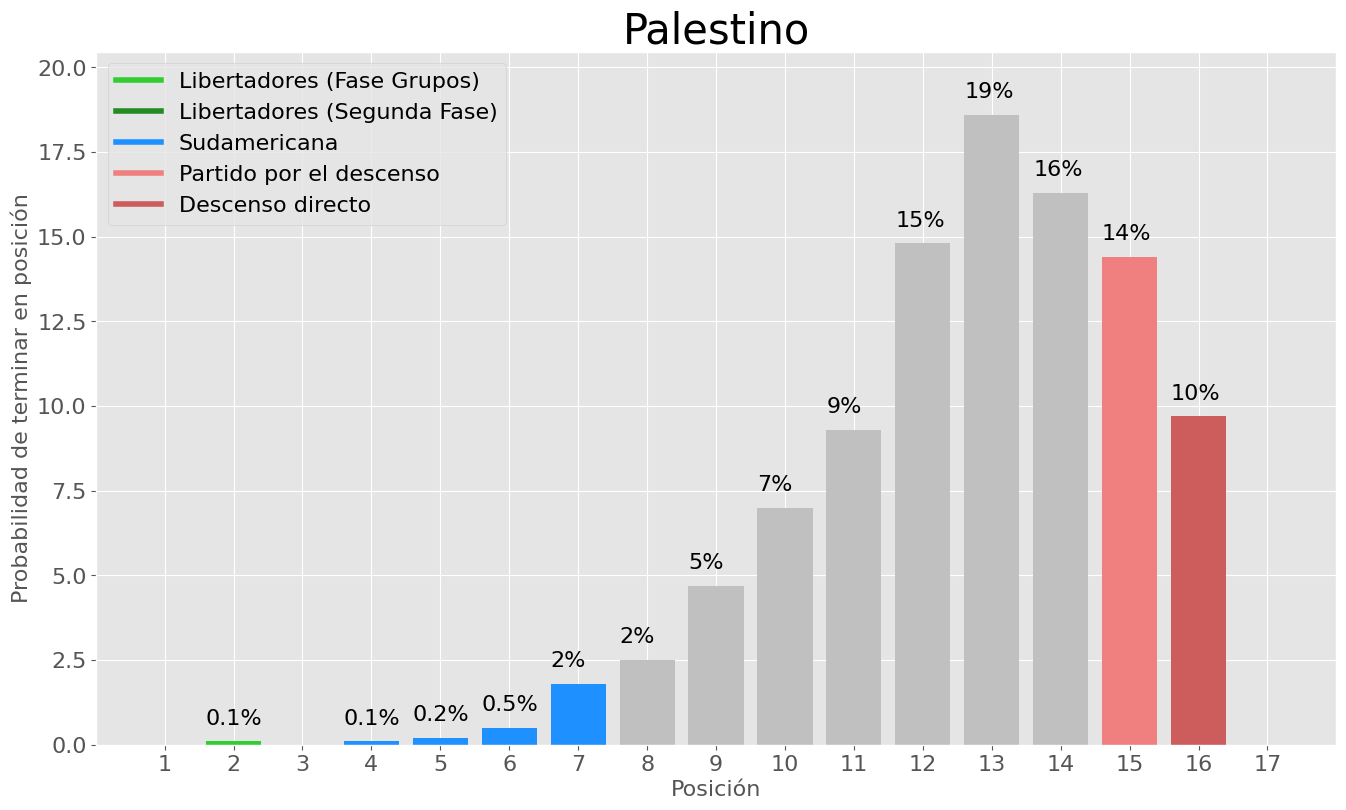 Palestino
Libertadores (Fase Grupos)
Libertadores (Segunda Fase)
Sudamericana
Partido por el descenso
Descenso directo
Probabilidad de terminar en posición
20.0
17.5
15.0
12.5
10.0
7.5
5.0
2.5
0.0
0.1%
0.1%
0.2%
0.5%
2%
2%
5%
7%
9%
15%
19%
16%
14%
10%
1 2 3 4 5 6 7 8 9 10 11 12 13 14 15 16 17
Posición